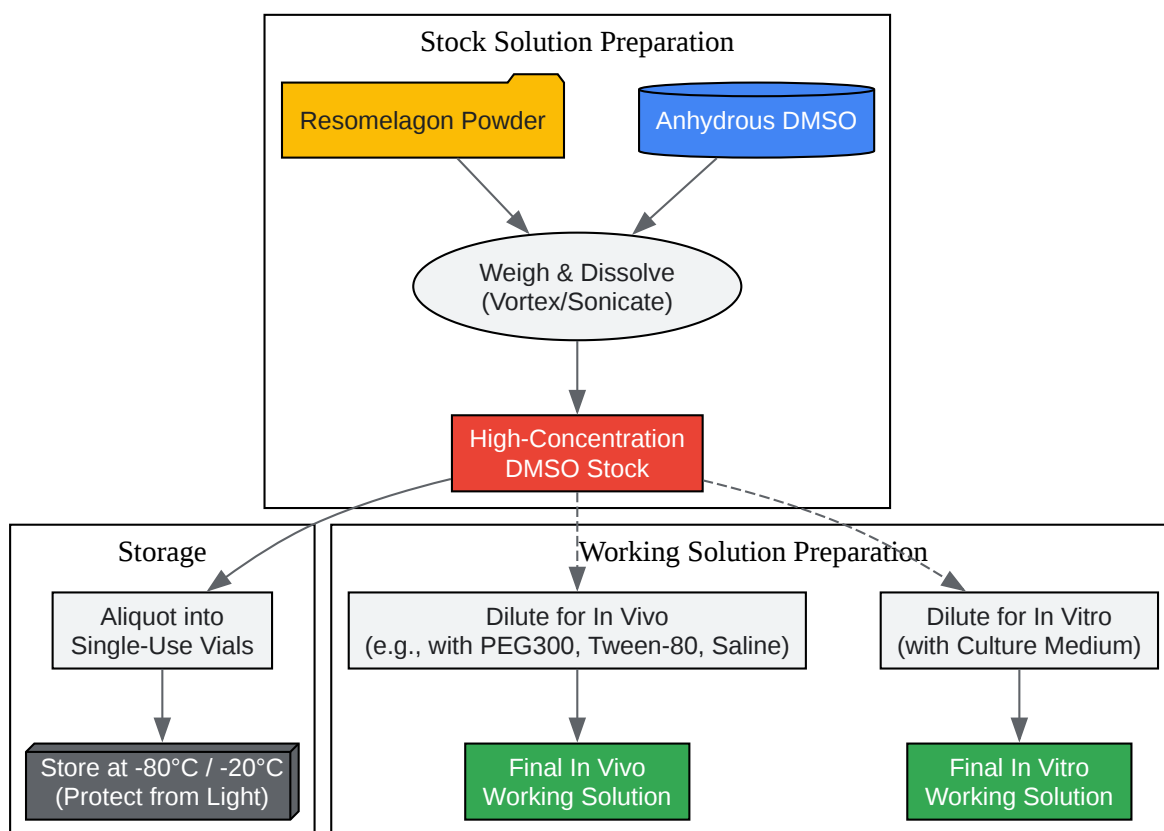 Stock Solution Preparation
Resomelagon Powder
Anhydrous DMSO
Weigh & Dissolve
(Vortex/Sonicate)
High-Concentration
DMSO Stock
Storage
Aliquot into
Single-Use Vials
Store at -80°C / -20°C
(Protect from Light)
Working Solution Preparation
Dilute for In Vivo
(e.g., with PEG300, Tween-80, Saline)
Dilute for In Vitro
(with Culture Medium)
Final In Vivo
Working Solution
Final In Vitro
Working Solution